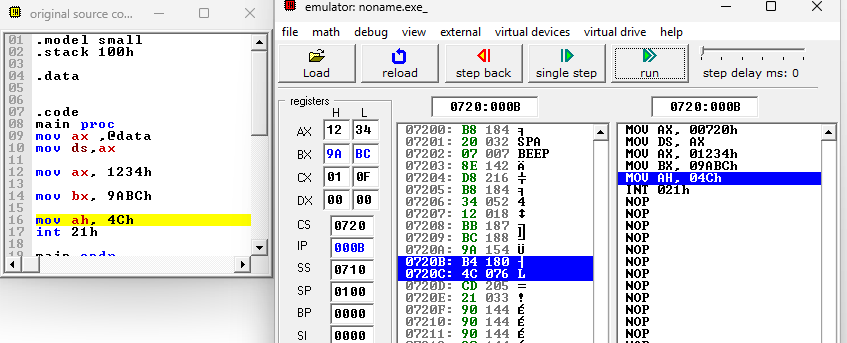 original source co...
01 .model small
02 .stack 100h
03
04 .data
05
06
07 .code
08 main proc
09 mov ax ,@data
10 mov ds,ax
11
12 mov ax, 1234h
13
14 mov bx, 9ABCh
15
16 mov ah, 4Ch
17 int 21h
18
emulator: noname.exe_
file math debug view external virtual devices virtual drive help
Load reload step back single step run step delay ms: 0
registers
H L
AX 12 34
BX 9A BC
CX 01 0F
DX 00 00
CS 0720
IP 000B
SS 0710
SP 0100
BP 0000
SI 0000
0720:000B
07200: B8 184 ╕
07201: 20 032 SPA
07202: 07 007 BEEP
07203: 8E 142 Ä
07204: D8 216 ╪
07205: B8 184 ╕
07206: 34 052 4
07207: 12 018 ↕
07208: BB 187 ╗
07209: BC 188 ╝
0720A: 9A 154 Ü
0720B: B4 180 ┤
0720C: 4C 076 L
0720D: CD 205 =
0720E: 21 033 !
0720F: 90 144 É
07210: 90 144 É
07211: 90 144 É
0720:000B
MOV AX, 00720h
MOV DS, AX
MOV AX, 01234h
MOV BX, 09ABCh
MOV AH, 04Ch
INT 021h
NOP
NOP
NOP
NOP
NOP
NOP
NOP
NOP
NOP
NOP
NOP
NOP